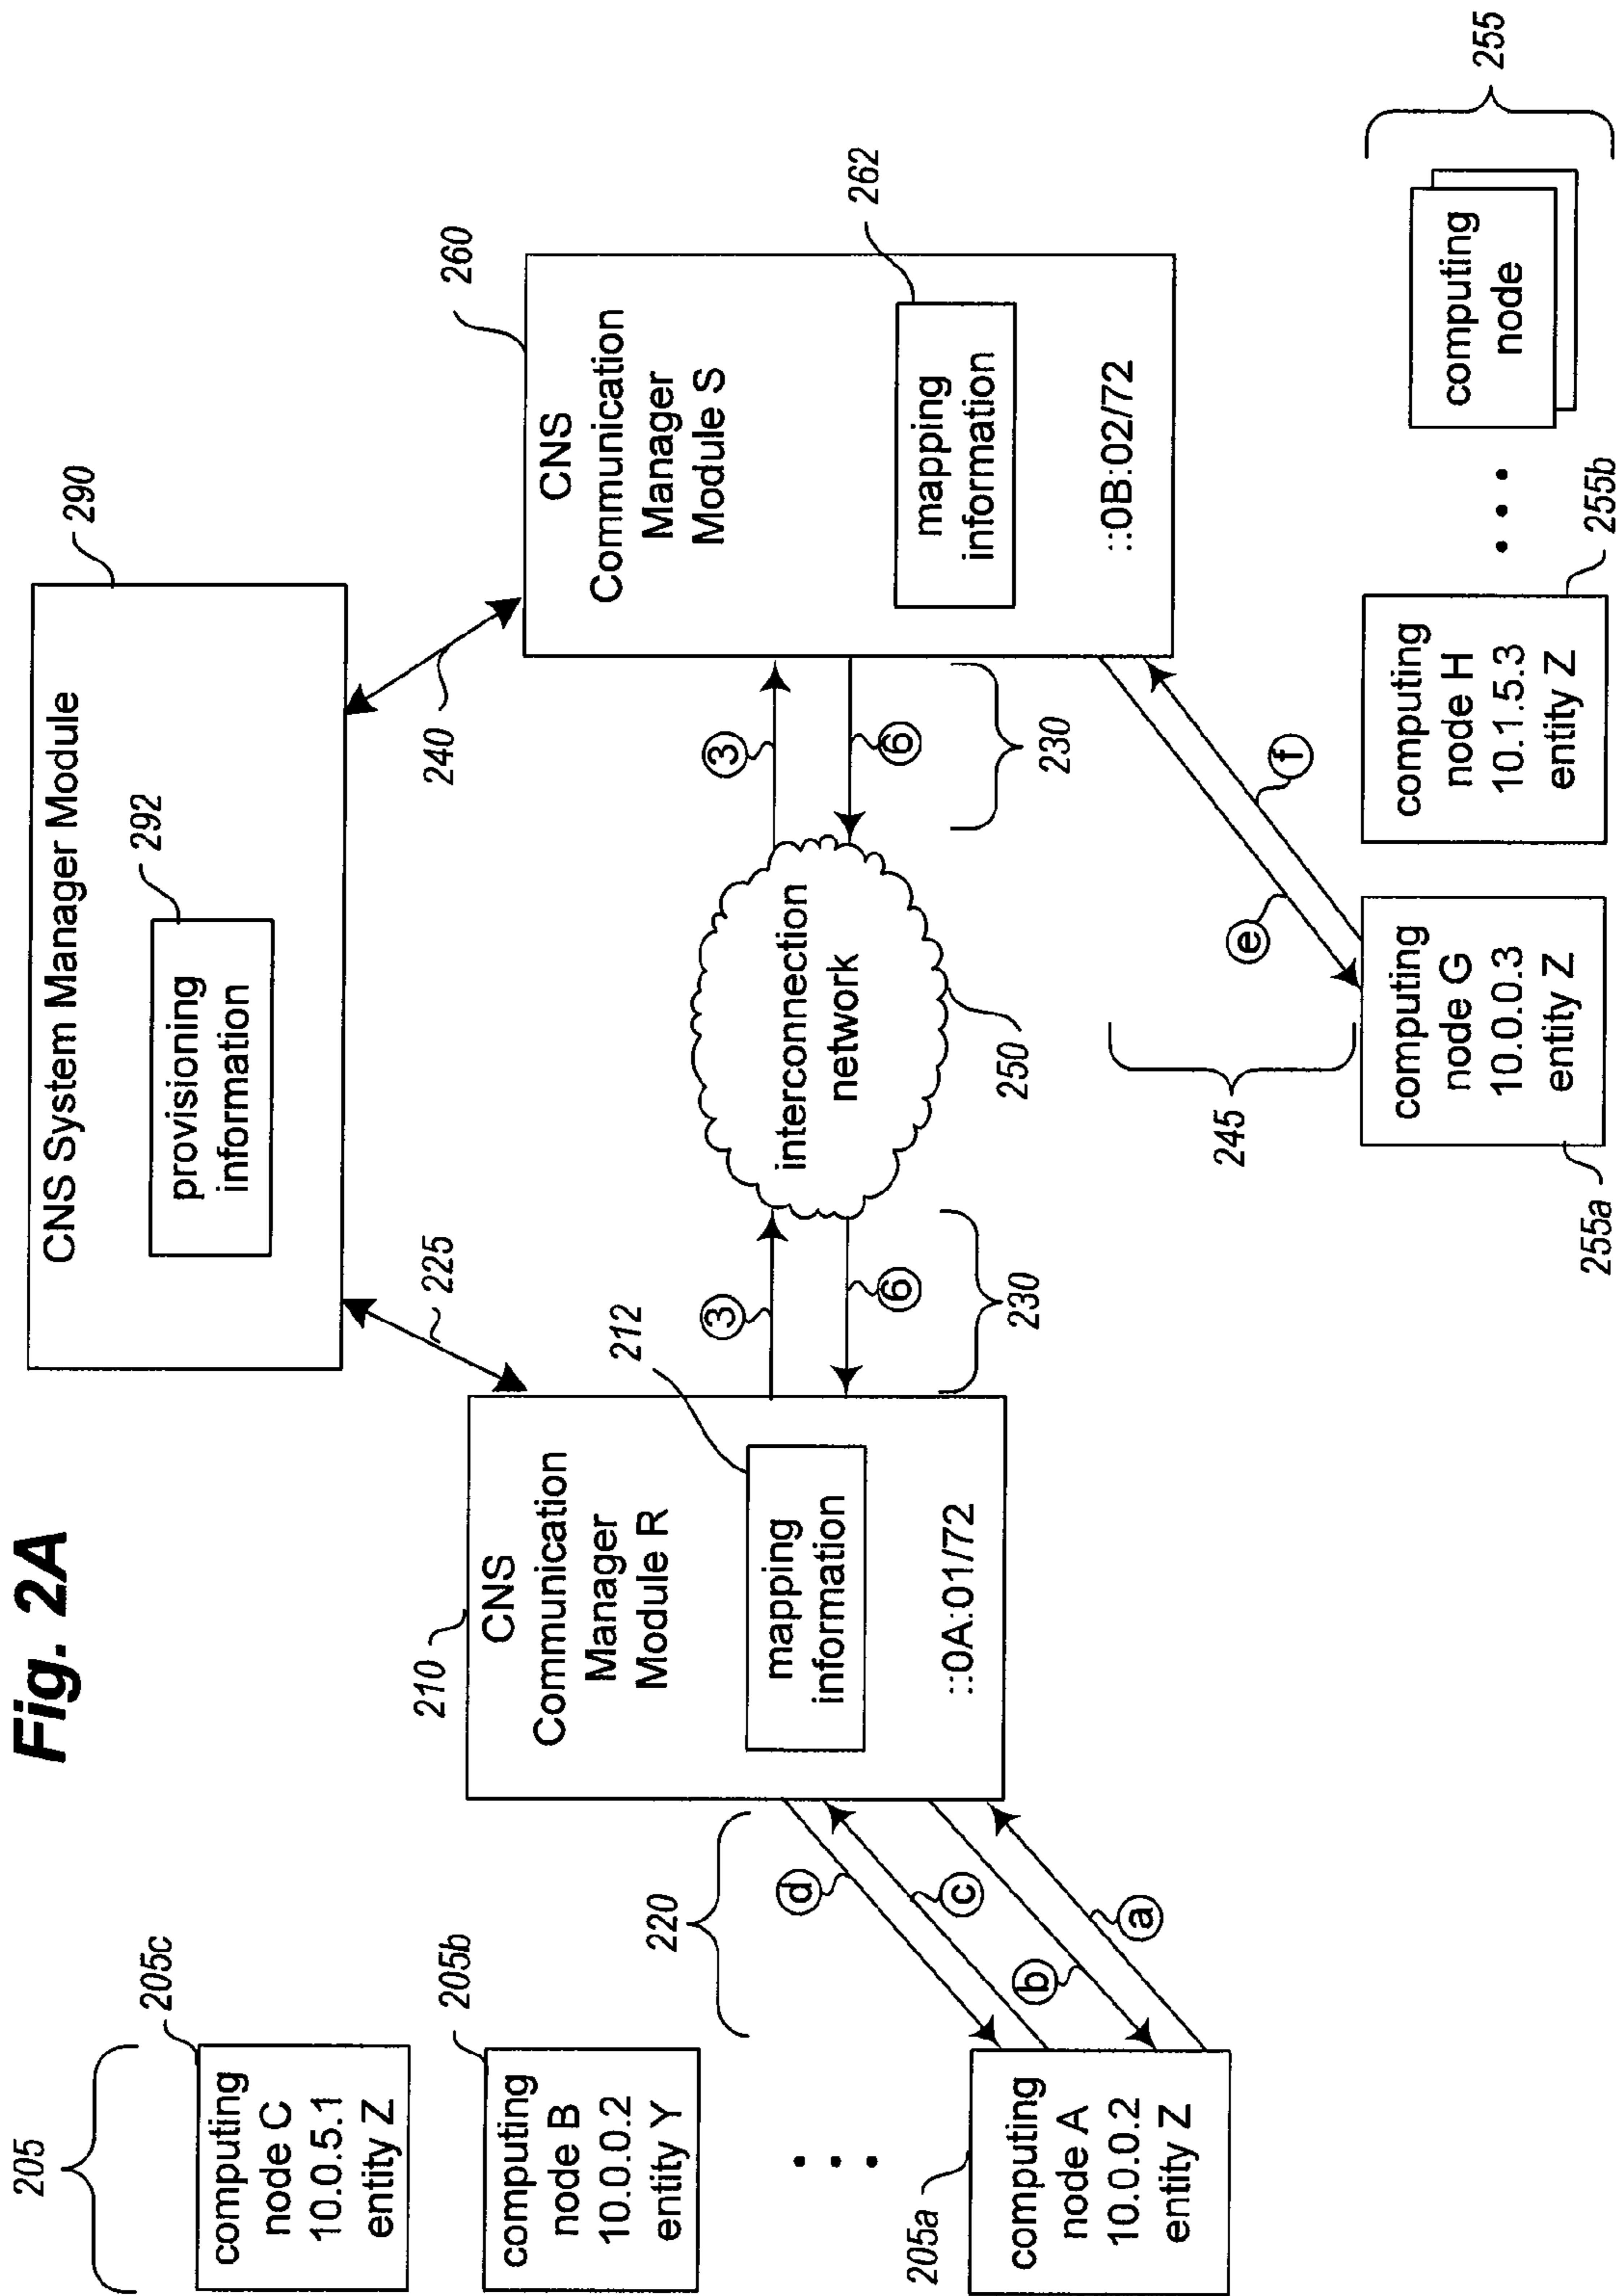 Fig. 2A
CNS System Manager Module
290
provisioning
information
292
225
240
210
CNS
Communication
Manager
Module R
mapping
information
212
::0A:01/72
260
CNS
Communication
Manager
Module S
mapping
information
262
::0B:02/72
3
6
230
interconnection
network
250
3
6
230
205
205c
computing
node C
10.0.5.1
entity Z
205b
computing
node B
10.0.0.2
entity Y
• • •
205a
computing
node A
10.0.0.2
entity Z
220
d
c
b
a
245
e
f
255a
computing
node G
10.0.0.3
entity Z
255b
computing
node H
10.1.5.3
entity Z
• • •
computing
node
255